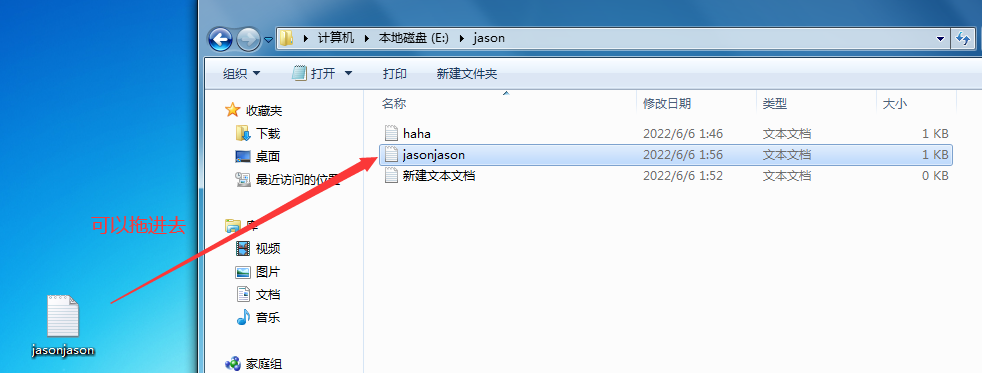 计算机 本地磁盘 (E:) jason
组织 打开 打印 新建文件夹
收藏夹
下载
桌面
最近访问的位置
库
视频
图片
文档
音乐
家庭组
名称 修改日期 类型 大小
haha 2022/6/6 1:46 文本文档 1 KB
jasonjason 2022/6/6 1:56 文本文档 1 KB
新建文本文档 2022/6/6 1:52 文本文档 0 KB
可以拖进去
jasonjason